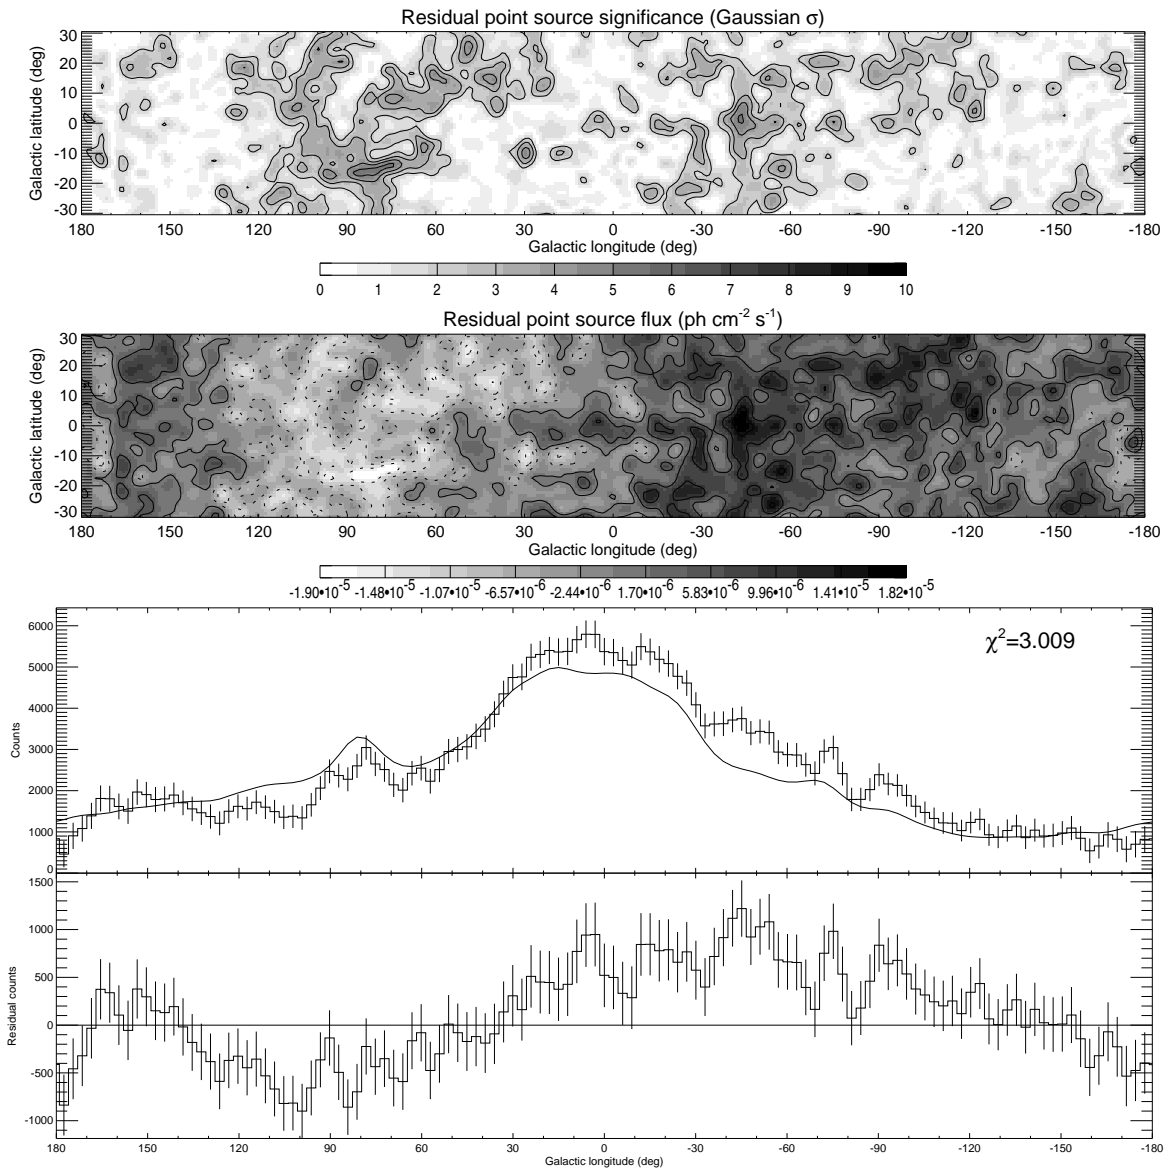 Residual point source significance (Gaussian σ)
Galactic latitude (deg)
30
20
10
0
-10
-20
-30
180 150 120 90 60 30 0 -30 -60 -90 -120 -150 -180
Galactic longitude (deg)
0 1 2 3 4 5 6 7 8 9 10
Residual point source flux (ph cm⁻² s⁻¹)
Galactic latitude (deg)
30
20
10
0
-10
-20
-30
180 150 120 90 60 30 0 -30 -60 -90 -120 -150 -180
Galactic longitude (deg)
-1.90•10⁻⁵ -1.48•10⁻⁵ -1.07•10⁻⁵ -6.57•10⁻⁶ -2.44•10⁻⁶ 1.70•10⁻⁶ 5.83•10⁻⁶ 9.96•10⁻⁶ 1.41•10⁻⁵ 1.82•10⁻⁵
χ²=3.009
Counts
6000
5000
4000
3000
2000
1000
0
Residual counts
1500
1000
500
0
-500
-1000
180 150 120 90 60 30 0 -30 -60 -90 -120 -150 -180
Galactic longitude (deg)